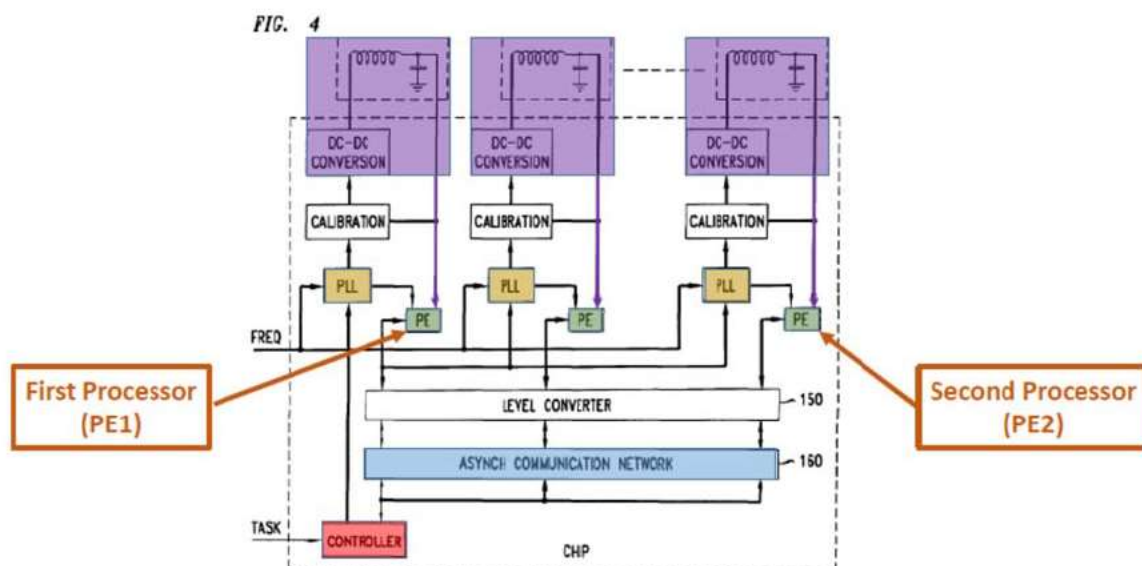 FIG. 4
DC-DC
CONVERSION
DC-DC
CONVERSION
DC-DC
CONVERSION
CALIBRATION
CALIBRATION
CALIBRATION
PLL
PLL
PLL
PE
PE
PE
FREQ
First Processor
(PE1)
Second Processor
(PE2)
LEVEL CONVERTER
150
ASYNCH COMMUNICATION NETWORK
160
TASK
CONTROLLER
CHIP